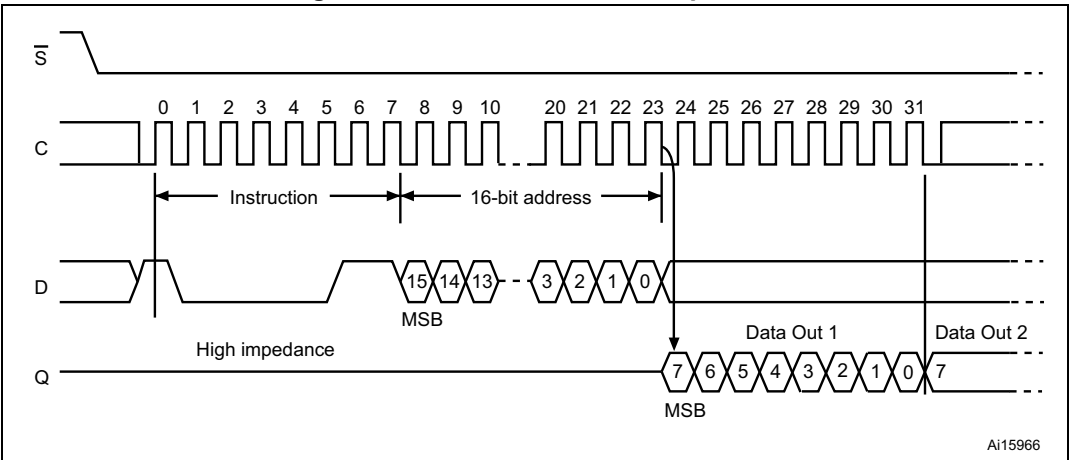 S̅
0 1 2 3 4 5 6 7 8 9 10 20 21 22 23 24 25 26 27 28 29 30 31
C
Instruction 16-bit address
D 15 14 13 3 2 1 0
MSB
Data Out 1 Data Out 2
High impedance
Q 7 6 5 4 3 2 1 0 7
MSB
Ai15966